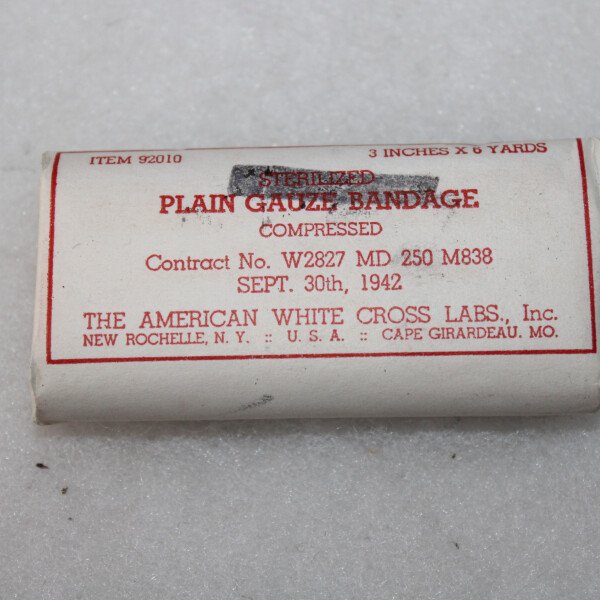 ITEM 92010 3 INCHES X 6 YARDS
STERILIZED
PLAIN GAUZE BANDAGE
COMPRESSED
Contract No. W2827 MD 250 M838
SEPT. 30th, 1942
THE AMERICAN WHITE CROSS LABS., Inc.
NEW ROCHELLE, N. Y. :: U. S. A. :: CAPE GIRARDEAU. MO.